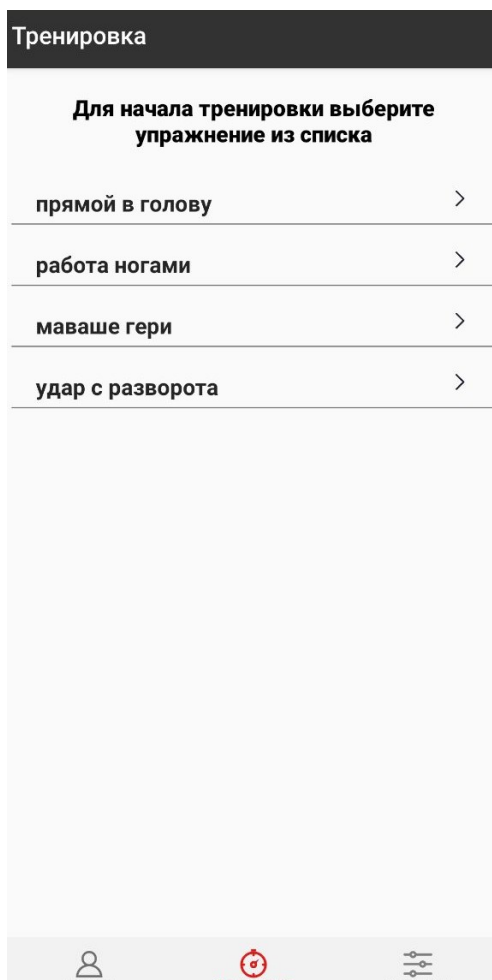 Тренировка
Для начала тренировки выберите
упражнение из списка
прямой в голову
работа ногами
маваше гери
удар с разворота